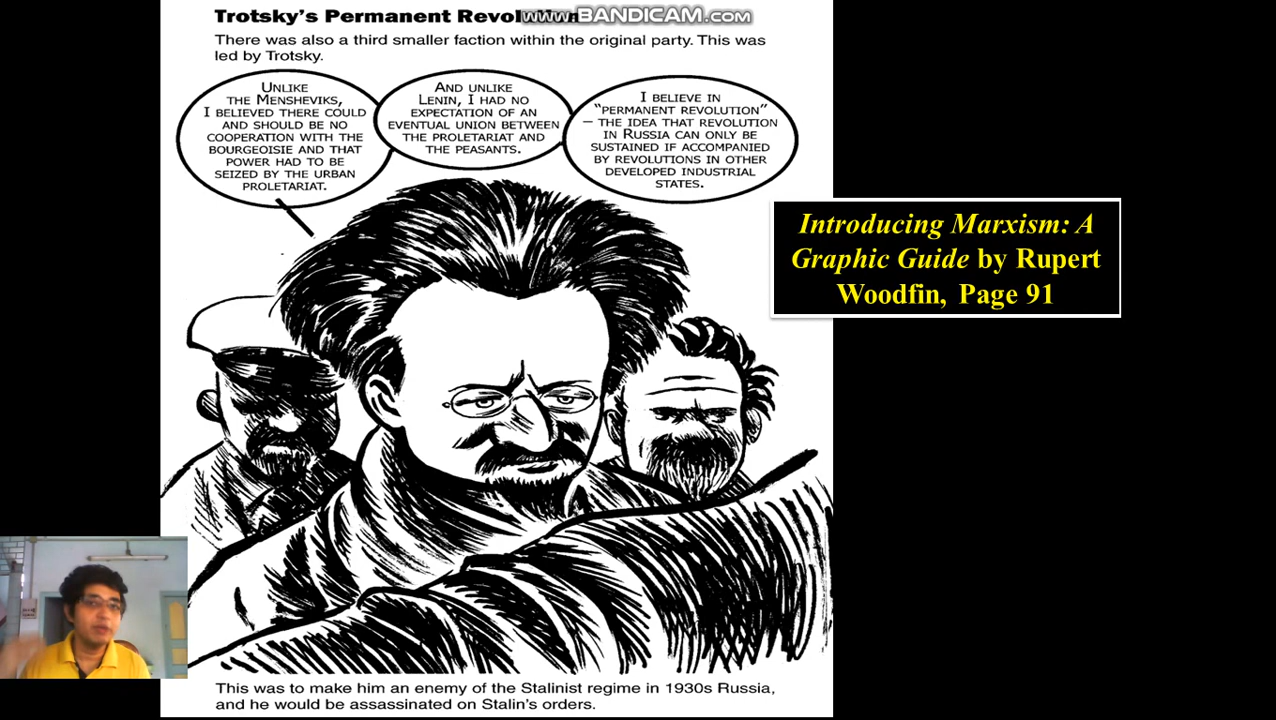 Trotsky's Permanent Revolution
www.BANDICAM.com
There was also a third smaller faction within the original party. This was
led by Trotsky.
UNLIKE
THE MENSHEVIKS,
I BELIEVED THERE COULD
AND SHOULD BE NO
COOPERATION WITH THE
BOURGEOISIE AND THAT
POWER HAD TO BE
SEIZED BY THE URBAN
PROLETARIAT.
AND UNLIKE
LENIN, I HAD NO
EXPECTATION OF AN
EVENTUAL UNION BETWEEN
THE PROLETARIAT AND
THE PEASANTS.
I BELIEVE IN
“PERMANENT REVOLUTION”
– THE IDEA THAT REVOLUTION
IN RUSSIA CAN ONLY BE
SUSTAINED IF ACCOMPANIED
BY REVOLUTIONS IN OTHER
DEVELOPED INDUSTRIAL
STATES.
Introducing Marxism: A
Graphic Guide by Rupert
Woodfin, Page 91
This was to make him an enemy of the Stalinist regime in 1930s Russia,
and he would be assassinated on Stalin's orders.